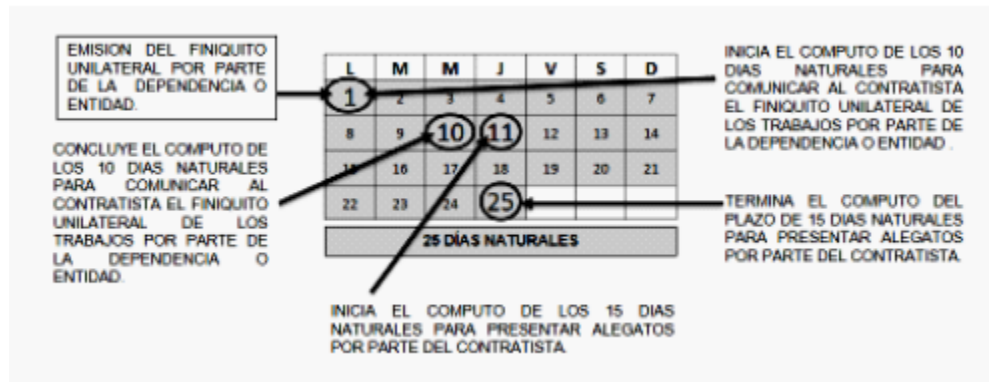 EMISION DEL FINIQUITO
UNILATERAL POR PARTE
DE LA DEPENDENCIA O
ENTIDAD.
CONCLUYE EL COMPUTO DE
LOS 10 DIAS NATURALES
PARA COMUNICAR AL
CONTRATISTA EL FINIQUITO
UNILATERAL DE LOS
TRABAJOS POR PARTE DE
LA DEPENDENCIA O
ENTIDAD.
L M M J V S D
1 2 3 4 5 6 7
8 9 10 11 12 13 14
15 16 17 18 19 20 21
22 23 24 25
25 DÍAS NATURALES
INICIA EL COMPUTO DE LOS 15 DIAS
NATURALES PARA PRESENTAR ALEGATOS
POR PARTE DEL CONTRATISTA.
INICIA EL COMPUTO DE LOS 10
DIAS NATURALES PARA
COMUNICAR AL CONTRATISTA
EL FINIQUITO UNILATERAL DE
LOS TRABAJOS POR PARTE DE
LA DEPENDENCIA O ENTIDAD .
TERMINA EL COMPUTO DEL
PLAZO DE 15 DIAS NATURALES
PARA PRESENTAR ALEGATOS
POR PARTE DEL CONTRATISTA.